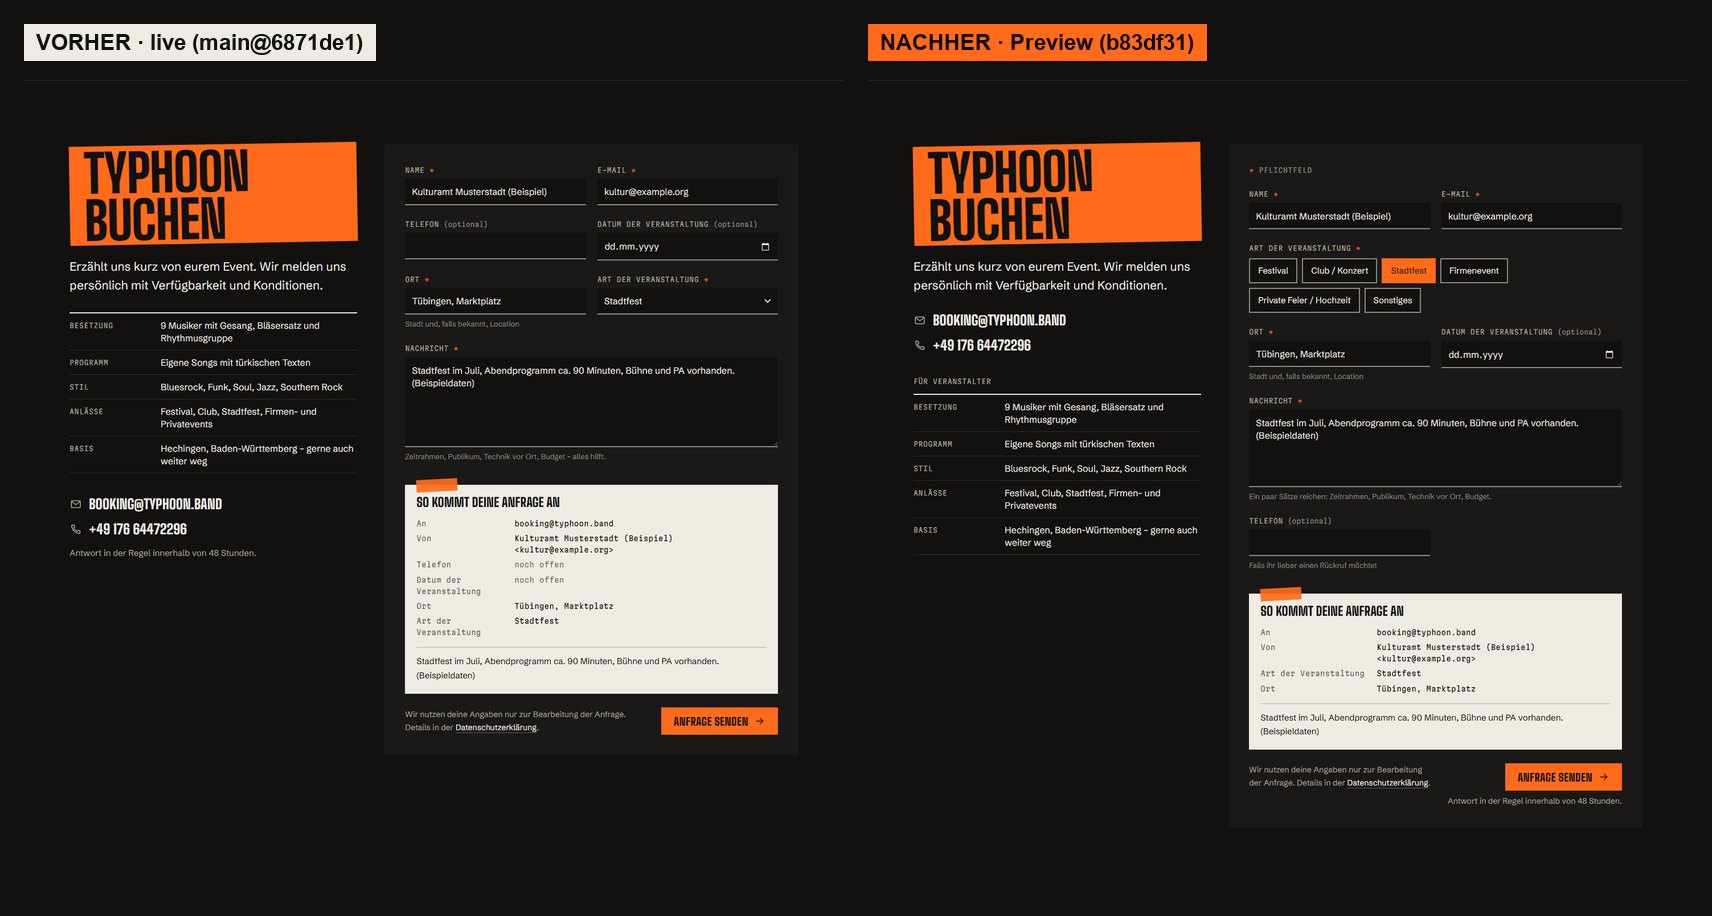 VORHER · live (main@6871de1)
TYPHOON
BUCHEN
Erzählt uns kurz von eurem Event. Wir melden uns
persönlich mit Verfügbarkeit und Konditionen.
BESETZUNG 9 Musiker mit Gesang, Bläsersatz und
Rhythmusgruppe
PROGRAMM Eigene Songs mit türkischen Texten
STIL Bluesrock, Funk, Soul, Jazz, Southern Rock
ANLÄSSE Festival, Club, Stadtfest, Firmen- und
Privatevents
BASIS Hechingen, Baden-Württemberg – gerne auch
weiter weg
BOOKING@TYPHOON.BAND
+49 176 64472296
Antwort in der Regel innerhalb von 48 Stunden.
NAME * E-MAIL *
Kulturamt Musterstadt (Beispiel) kultur@example.org
TELEFON (optional) DATUM DER VERANSTALTUNG (optional)
dd.mm.yyyy
ORT * ART DER VERANSTALTUNG *
Tübingen, Marktplatz Stadtfest
Stadt und, falls bekannt, Location
NACHRICHT *
Stadtfest im Juli, Abendprogramm ca. 90 Minuten, Bühne und PA vorhanden.
(Beispieldaten)
Zeitrahmen, Publikum, Technik vor Ort, Budget – alles hilft.
SO KOMMT DEINE ANFRAGE AN
An booking@typhoon.band
Von Kulturamt Musterstadt (Beispiel)
<kultur@example.org>
Telefon noch offen
Datum der noch offen
Veranstaltung
Ort Tübingen, Marktplatz
Art der Stadtfest
Veranstaltung
Stadtfest im Juli, Abendprogramm ca. 90 Minuten, Bühne und PA vorhanden.
(Beispieldaten)
Wir nutzen deine Angaben nur zur Bearbeitung der Anfrage.
Details in der Datenschutzerklärung.
ANFRAGE SENDEN →
NACHHER · Preview (b83df31)
TYPHOON
BUCHEN
Erzählt uns kurz von eurem Event. Wir melden uns
persönlich mit Verfügbarkeit und Konditionen.
BOOKING@TYPHOON.BAND
+49 176 64472296
FÜR VERANSTALTER
BESETZUNG 9 Musiker mit Gesang, Bläsersatz und
Rhythmusgruppe
PROGRAMM Eigene Songs mit türkischen Texten
STIL Bluesrock, Funk, Soul, Jazz, Southern Rock
ANLÄSSE Festival, Club, Stadtfest, Firmen- und
Privatevents
BASIS Hechingen, Baden-Württemberg – gerne auch
weiter weg
* PFLICHTFELD
NAME * E-MAIL *
Kulturamt Musterstadt (Beispiel) kultur@example.org
ART DER VERANSTALTUNG *
Festival Club / Konzert Stadtfest Firmenevent
Private Feier / Hochzeit Sonstiges
ORT * DATUM DER VERANSTALTUNG (optional)
Tübingen, Marktplatz dd.mm.yyyy
Stadt und, falls bekannt, Location
NACHRICHT *
Stadtfest im Juli, Abendprogramm ca. 90 Minuten, Bühne und PA vorhanden.
(Beispieldaten)
Ein paar Sätze reichen: Zeitrahmen, Publikum, Technik vor Ort, Budget.
TELEFON (optional)
Falls ihr lieber einen Rückruf möchtet
SO KOMMT DEINE ANFRAGE AN
An booking@typhoon.band
Von Kulturamt Musterstadt (Beispiel)
<kultur@example.org>
Art der Veranstaltung Stadtfest
Ort Tübingen, Marktplatz
Stadtfest im Juli, Abendprogramm ca. 90 Minuten, Bühne und PA vorhanden.
(Beispieldaten)
Wir nutzen deine Angaben nur zur Bearbeitung
der Anfrage. Details in der Datenschutzerklärung.
ANFRAGE SENDEN →
Antwort in der Regel innerhalb von 48 Stunden.